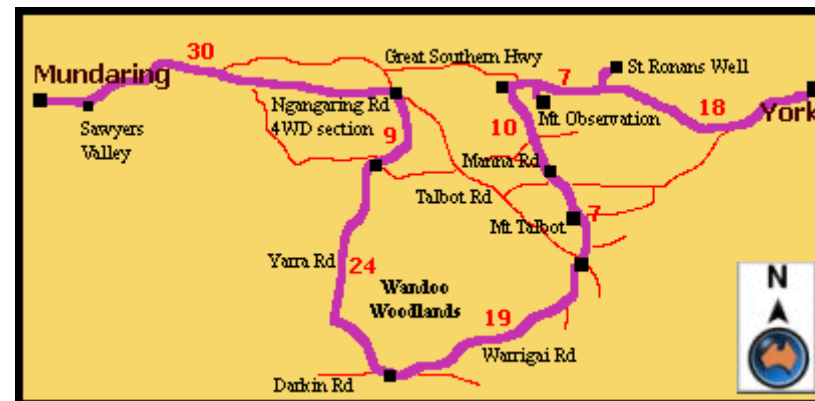 30
Great Southern Hwy
Mundaring
7
St Ronans Well
Ngangaring Rd
4WD section
18
York
Sawyers
Valley
9
10
Mt Observation
Manna Rd
Talbot Rd
7
Mt Talbot
Yarra Rd
24
Wandoo
Woodlands
19
Warrigai Rd
Darkin Rd
N